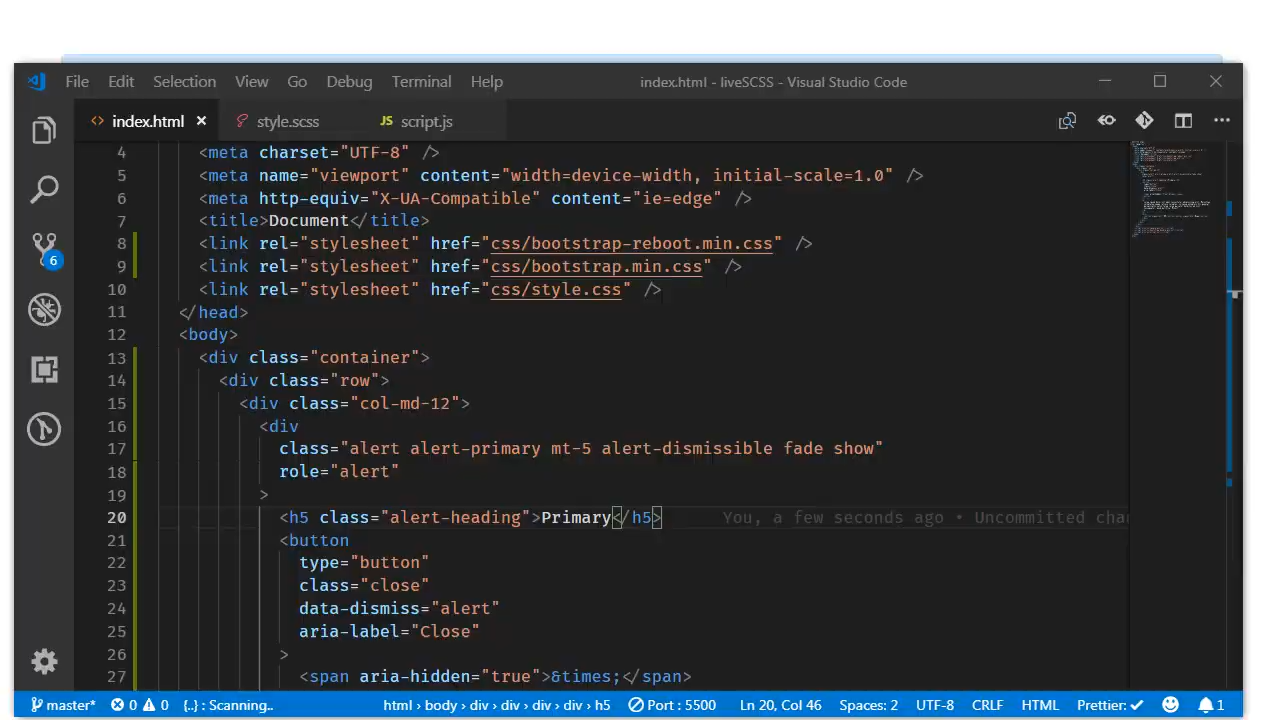 File Edit Selection View Go Debug Terminal Help index.html - liveSCSS - Visual Studio Code
index.html style.scss JS script.js
4 <meta charset="UTF-8" />
5 <meta name="viewport" content="width=device-width, initial-scale=1.0" />
6 <meta http-equiv="X-UA-Compatible" content="ie=edge" />
7 <title>Document</title>
8 <link rel="stylesheet" href="css/bootstrap-reboot.min.css" />
9 <link rel="stylesheet" href="css/bootstrap.min.css" />
10 <link rel="stylesheet" href="css/style.css" />
11 </head>
12 <body>
13 <div class="container">
14 <div class="row">
15 <div class="col-md-12">
16 <div
17 class="alert alert-primary mt-5 alert-dismissible fade show"
18 role="alert"
19 >
20 <h5 class="alert-heading">Primary</h5> You, a few seconds ago • Uncommitted cha
21 <button
22 type="button"
23 class="close"
24 data-dismiss="alert"
25 aria-label="Close"
26 >
27 <span aria-hidden="true">&times;</span>
6
master* 0 0 {..} : Scanning.. html › body › div › div › div › div › h5 Port : 5500 Ln 20, Col 46 Spaces: 2 UTF-8 CRLF HTML Prettier: ✓ 1